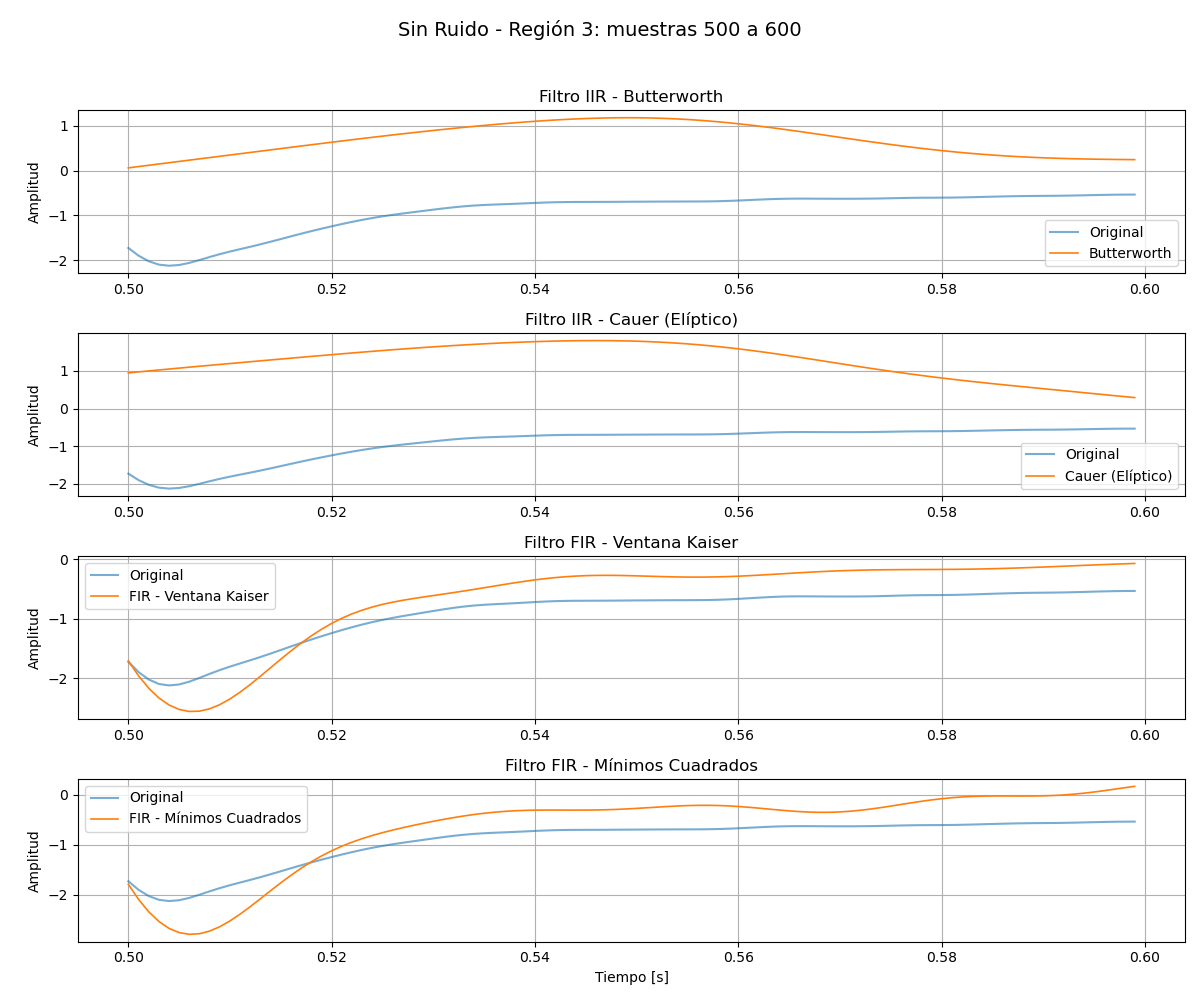 Sin Ruido - Región 3: muestras 500 a 600
Filtro IIR - Butterworth
Amplitud
1
0
−1
−2
Original
Butterworth
0.50 0.52 0.54 0.56 0.58 0.60
Filtro IIR - Cauer (Elíptico)
Amplitud
1
0
−1
−2
Original
Cauer (Elíptico)
0.50 0.52 0.54 0.56 0.58 0.60
Filtro FIR - Ventana Kaiser
Amplitud
0
−1
−2
Original
FIR - Ventana Kaiser
0.50 0.52 0.54 0.56 0.58 0.60
Filtro FIR - Mínimos Cuadrados
Amplitud
0
−1
−2
Original
FIR - Mínimos Cuadrados
0.50 0.52 0.54 0.56 0.58 0.60
Tiempo [s]